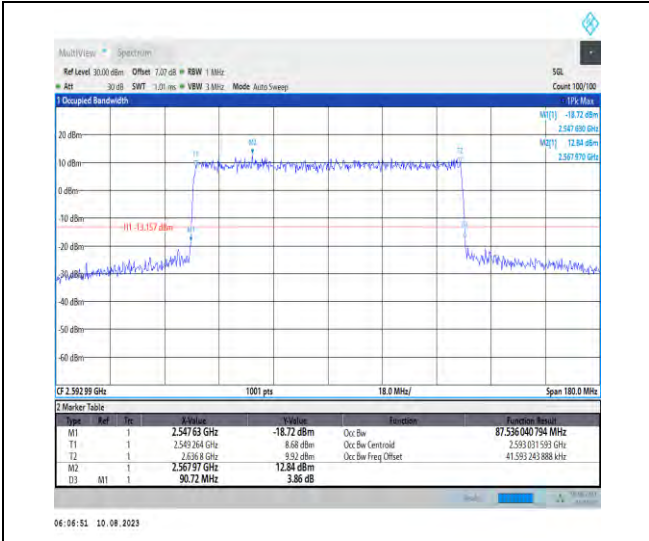 MultiView Spectrum
Ref Level 30.00 dBm Offset 7.07 dB RBW 1 MHz SGL
Att 30 dB SWT 1.01 ms VBW 3 MHz Mode Auto Sweep Count 100/100
1 Occupied Bandwidth 1Pk Max
M1[1] -18.72 dBm
2.547 630 GHz
M2[1] 12.84 dBm
2.567 970 GHz
20 dBm
M2
T1
T2
10 dBm
0 dBm
-10 dBm
H1 -13.157 dBm
M1
-20 dBm
-30 dBm
-40 dBm
-50 dBm
-60 dBm
CF 2.592 99 GHz 1001 pts 18.0 MHz/ Span 180.0 MHz
2 Marker Table
Type Ref Trc X-Value Y-Value Function Function Result
M1 1 2.547 63 GHz -18.72 dBm Occ Bw 87.536 040 794 MHz
T1 1 2.549 264 GHz 8.68 dBm Occ Bw Centroid 2.593 031 593 GHz
T2 1 2.636 8 GHz 9.92 dBm Occ Bw Freq Offset 41.593 243 888 kHz
M2 1 2.567 97 GHz 12.84 dBm
D3 M1 1 90.72 MHz 3.86 dB
06:06:51 10.08.2023